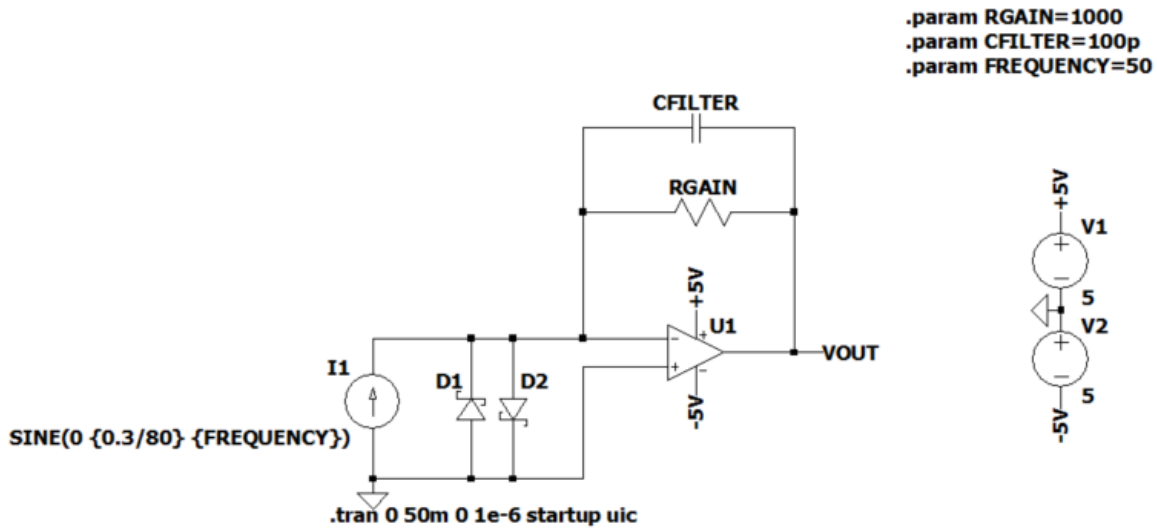 .param RGAIN=1000
.param CFILTER=100p
.param FREQUENCY=50
CFILTER
RGAIN
+5V
V1
+5V
U1
5
V2
VOUT
I1
D1
D2
-5V
5
-5V
SINE(0 {0.3/80} {FREQUENCY})
.tran 0 50m 0 1e-6 startup uic